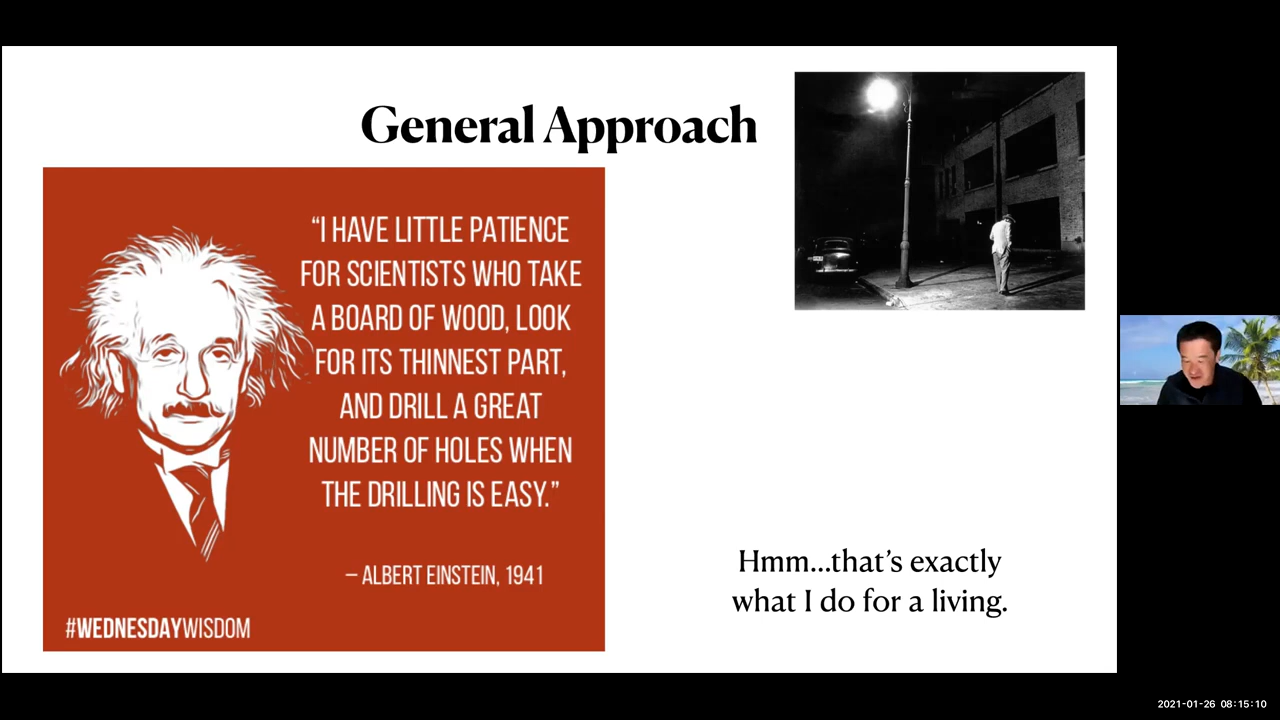 General Approach
“I HAVE LITTLE PATIENCE
FOR SCIENTISTS WHO TAKE
A BOARD OF WOOD, LOOK
FOR ITS THINNEST PART,
AND DRILL A GREAT
NUMBER OF HOLES WHEN
THE DRILLING IS EASY.”
– ALBERT EINSTEIN, 1941
#WEDNESDAYWISDOM
Hmm...that’s exactly
what I do for a living.
2021-01-26 08:15:10